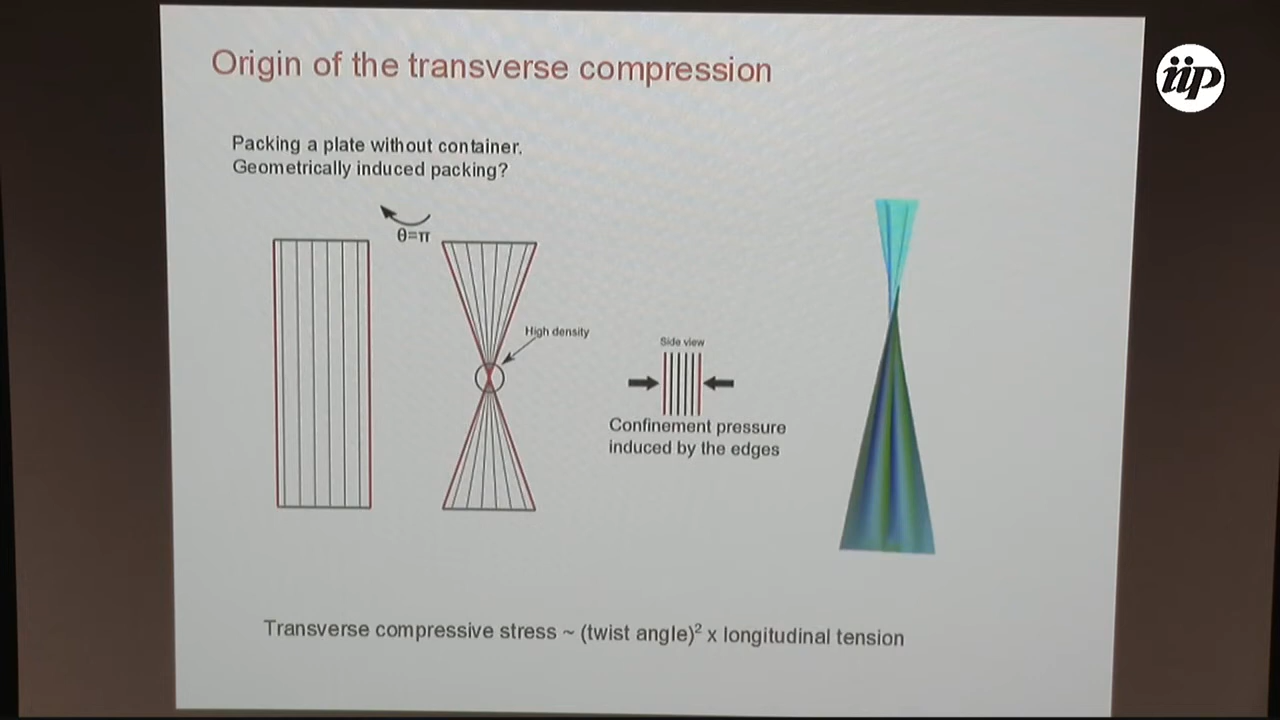 iip
Origin of the transverse compression
Packing a plate without container.
Geometrically induced packing?
θ=π
High density
Side view
Confinement pressure
induced by the edges
Transverse compressive stress ~ (twist angle)² x longitudinal tension